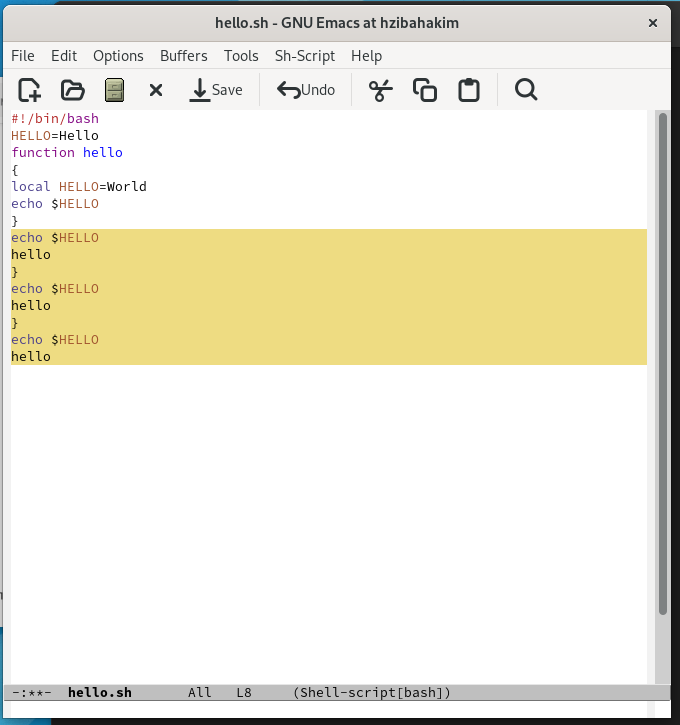 hello.sh - GNU Emacs at hzibahakim ×
File Edit Options Buffers Tools Sh-Script Help
Save Undo
#!/bin/bash
HELLO=Hello
function hello
{
local HELLO=World
echo $HELLO
}
echo $HELLO
hello
}
echo $HELLO
hello
}
echo $HELLO
hello
-:**- hello.sh All L8 (Shell-script[bash])